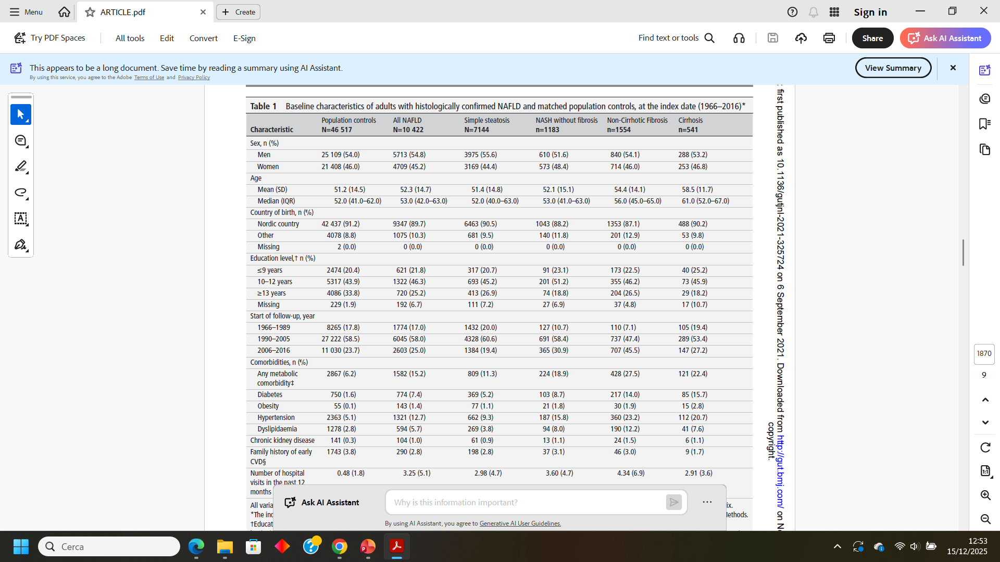 Menu
ARTICLE.pdf
Create
Sign in
Try PDF Spaces
All tools
Edit
Convert
E-Sign
Find text or tools
Share
Ask AI Assistant
This appears to be a long document. Save time by reading a summary using AI Assistant.
By using this service, you agree to the Adobe Terms of Use and Privacy Policy
View Summary
Table 1 Baseline characteristics of adults with histologically confirmed NAFLD and matched population controls, at the index date (1966–2016)*
Population controls All NAFLD Simple steatosis NASH without fibrosis Non-Cirrhotic Fibrosis Cirrhosis
Characteristic N=46 517 N=10 422 N=7144 n=1183 n=1554 n=541
Sex, n (%)
Men 25 109 (54.0) 5713 (54.8) 3975 (55.6) 610 (51.6) 840 (54.1) 288 (53.2)
Women 21 408 (46.0) 4709 (45.2) 3169 (44.4) 573 (48.4) 714 (46.0) 253 (46.8)
Age
Mean (SD) 51.2 (14.5) 52.3 (14.7) 51.4 (14.8) 52.1 (15.1) 54.4 (14.1) 58.5 (11.7)
Median (IQR) 52.0 (41.0–62.0) 53.0 (42.0–63.0) 52.0 (40.0–63.0) 53.0 (41.0–63.0) 56.0 (45.0–65.0) 61.0 (52.0–67.0)
Country of birth, n (%)
Nordic country 42 437 (91.2) 9347 (89.7) 6463 (90.5) 1043 (88.2) 1353 (87.1) 488 (90.2)
Other 4078 (8.8) 1075 (10.3) 681 (9.5) 140 (11.8) 201 (12.9) 53 (9.8)
Missing 2 (0.0) 0 (0.0) 0 (0.0) 0 (0.0) 0 (0.0) 0 (0.0)
Education level,† n (%)
≤9 years 2474 (20.4) 621 (21.8) 317 (20.7) 91 (23.1) 173 (22.5) 40 (25.2)
10–12 years 5317 (43.9) 1322 (46.3) 693 (45.2) 201 (51.2) 355 (46.2) 73 (45.9)
≥13 years 4086 (33.8) 720 (25.2) 413 (26.9) 74 (18.8) 204 (26.5) 29 (18.2)
Missing 229 (1.9) 192 (6.7) 111 (7.2) 27 (6.9) 37 (4.8) 17 (10.7)
Start of follow-up, year
1966–1989 8265 (17.8) 1774 (17.0) 1432 (20.0) 127 (10.7) 110 (7.1) 105 (19.4)
1990–2005 27 222 (58.5) 6045 (58.0) 4328 (60.6) 691 (58.4) 737 (47.4) 289 (53.4)
2006–2016 11 030 (23.7) 2603 (25.0) 1384 (19.4) 365 (30.9) 707 (45.5) 147 (27.2)
Comorbidities, n (%)
Any metabolic 2867 (6.2) 1582 (15.2) 809 (11.3) 224 (18.9) 428 (27.5) 121 (22.4)
comorbidity‡
Diabetes 750 (1.6) 774 (7.4) 369 (5.2) 103 (8.7) 217 (14.0) 85 (15.7)
Obesity 55 (0.1) 143 (1.4) 77 (1.1) 21 (1.8) 30 (1.9) 15 (2.8)
Hypertension 2363 (5.1) 1321 (12.7) 662 (9.3) 187 (15.8) 360 (23.2) 112 (20.7)
Dyslipidaemia 1278 (2.8) 594 (5.7) 269 (3.8) 94 (8.0) 190 (12.2) 41 (7.6)
Chronic kidney disease 141 (0.3) 104 (1.0) 61 (0.9) 13 (1.1) 24 (1.5) 6 (1.1)
Family history of early 1743 (3.8) 290 (2.8) 198 (2.8) 37 (3.1) 46 (3.0) 9 (1.7)
CVD§
Number of hospital 0.48 (1.8) 3.25 (5.1) 2.98 (4.7) 3.60 (4.7) 4.34 (6.9) 2.91 (3.6)
visits in the past 12
months
All varia
ix.
*The in
lethods.
†Educat
: first published as 10.1136/gutjnl-2021-325724 on 6 September 2021. Downloaded from http://gut.bmj.com/ on N
copyright.
Ask AI Assistant
Why is this information important?
By using AI Assistant, you agree to Generative AI User Guidelines.
1870
9
1:1
Cerca
12:53
15/12/2025